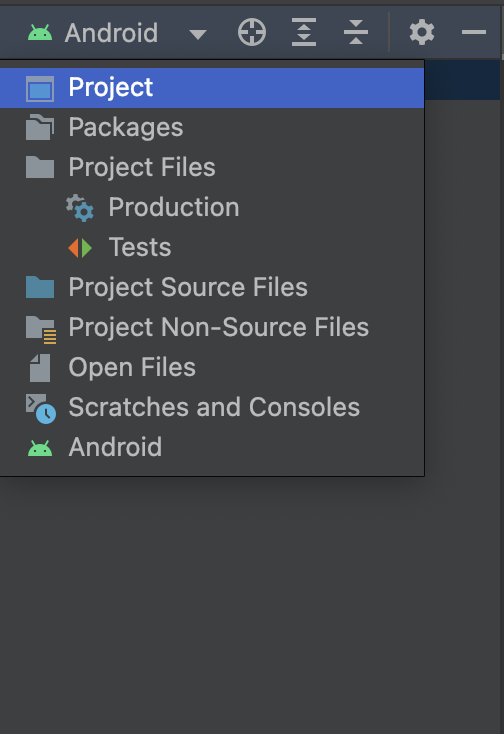 Android
Project
Packages
Project Files
Production
Tests
Project Source Files
Project Non-Source Files
Open Files
Scratches and Consoles
Android